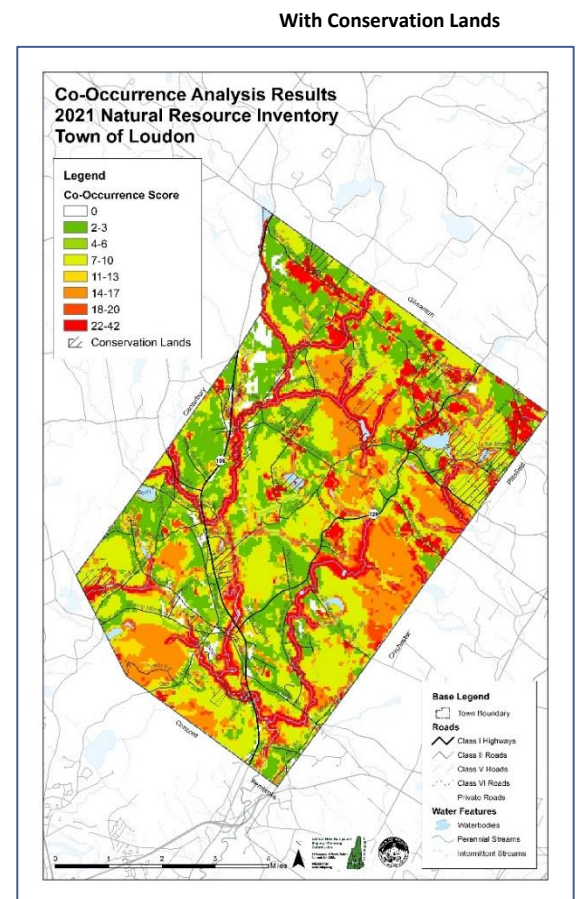 With Conservation Lands
Co-Occurrence Analysis Results
2021 Natural Resource Inventory
Town of Loudon
Legend
Co-Occurrence Score
0
2-3
4-6
7-10
11-13
14-17
18-20
22-42
Conservation Lands
Gilmanton
Canterbury
Pittsfield
106
129
Chichester
Concord
Pembroke
Base Legend
Town Boundary
Roads
Class I Highways
Class II Roads
Class V Roads
Class VI Roads
Private Roads
Water Features
Waterbodies
Perennial Streams
Intermittent Streams
0 1 2 3 4
Miles